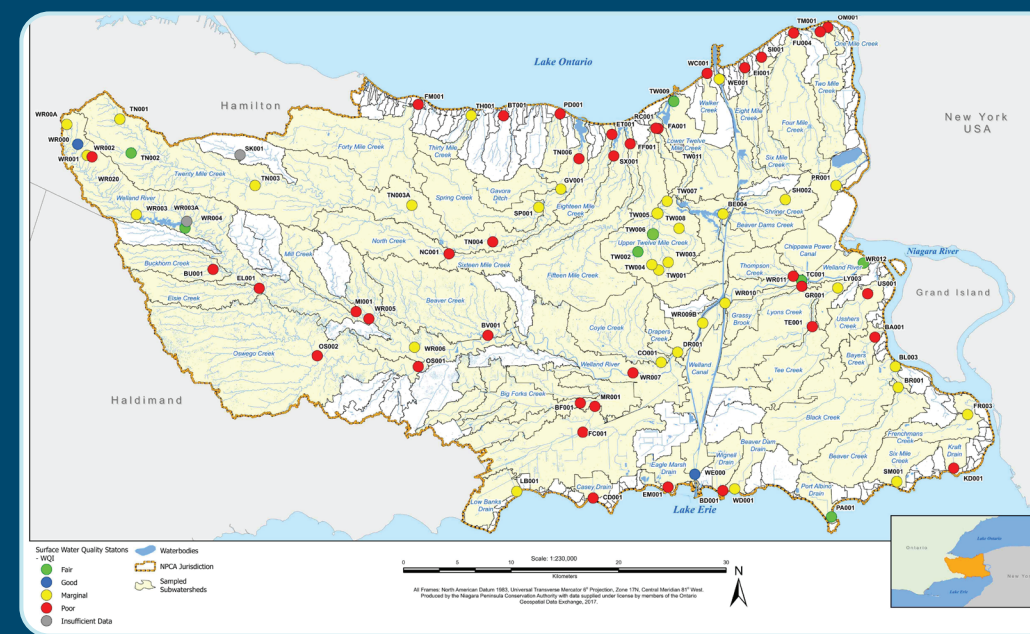 Lake Ontario
Hamilton
New York
USA
Niagara River
Grand Island
Haldimand
Lake Erie
TM001
OM001
FU004
One Mile Creek
SI001
WC001
WE001
EI001
Two Mile
Creek
TW009
Walker
Creek
Eight Mile
Creek
Four Mile
Creek
FM001
TH001
BT001
PD001
ET001
RC001
FA001
FF001
Lower Twelve
Mile Creek
TW011
TN006
SX001
Six Mile
Creek
WR00A
TN001
WR000
WR001
WR002
TN002
SK001
WR020
Twenty Mile Creek
TN003
Forty Mile Creek
Thirty Mile
Creek
GV001
Gavora
Ditch
TN003A
Spring Creek
SP001
Eighteen Mile
Creek
TW007
TW005
TW008
TW006
Upper Twelve Mile Creek
TW002
TW004
TW003
TW001
BE004
Beaver Dams Creek
PR001
SH002
Shriner Creek
Chippawa Power
Canal
Welland River
WR003
WR003A
WR004
Mill Creek
North Creek
NC001
TN004
Sixteen Mile Creek
Fifteen Mile Creek
Buckhorn Creek
BU001
EL001
Elsie Creek
MI001
WR005
Beaver Creek
BV001
Oswego Creek
OS002
WR006
OS001
Thompson
Creek
WR011
TC001
Welland River
WR012
GR001
LY003
US001
Lyons Creek
TE001
Usshers
Creek
BA001
WR010
Grassy
Brook
WR009B
Coyle Creek
Drapers
Creek
DR001
CO001
Welland River
WR007
Welland
Canal
Tee Creek
Bayers
Creek
BL003
BR001
Big Forks Creek
BF001
MR001
FC001
Black Creek
FR003
Frenchmans
Creek
Six Mile
Creek
Kraft
Drain
Beaver Creek
SM001
KD001
Beaver Dam
Drain
Wignell
Drain
Eagle Marsh
Drain
WE000
LB001
Low Banks
Drain
Casey Drain
CD001
EM001
BD001
WD001
Port Albino
Drain
PA001
Surface Water Quality Statons
- WQI
Fair
Good
Marginal
Poor
Insufficient Data
Waterbodies
NPCA Jurisdiction
Sampled
Subwatersheds
Scale: 1:230,000
0 5 10 20 30
Kilometers
N
All Frames: North American Datum 1983, Universal Transverse Mercator 6° Projection, Zone 17N, Central Meridian 81° West.
Produced by the Niagara Peninsula Conservation Authority with data supplied under license by members of the Ontario
Geospatial Data Exchange, 2017.
Ontario
Lake Ontario
Lake Erie
New York